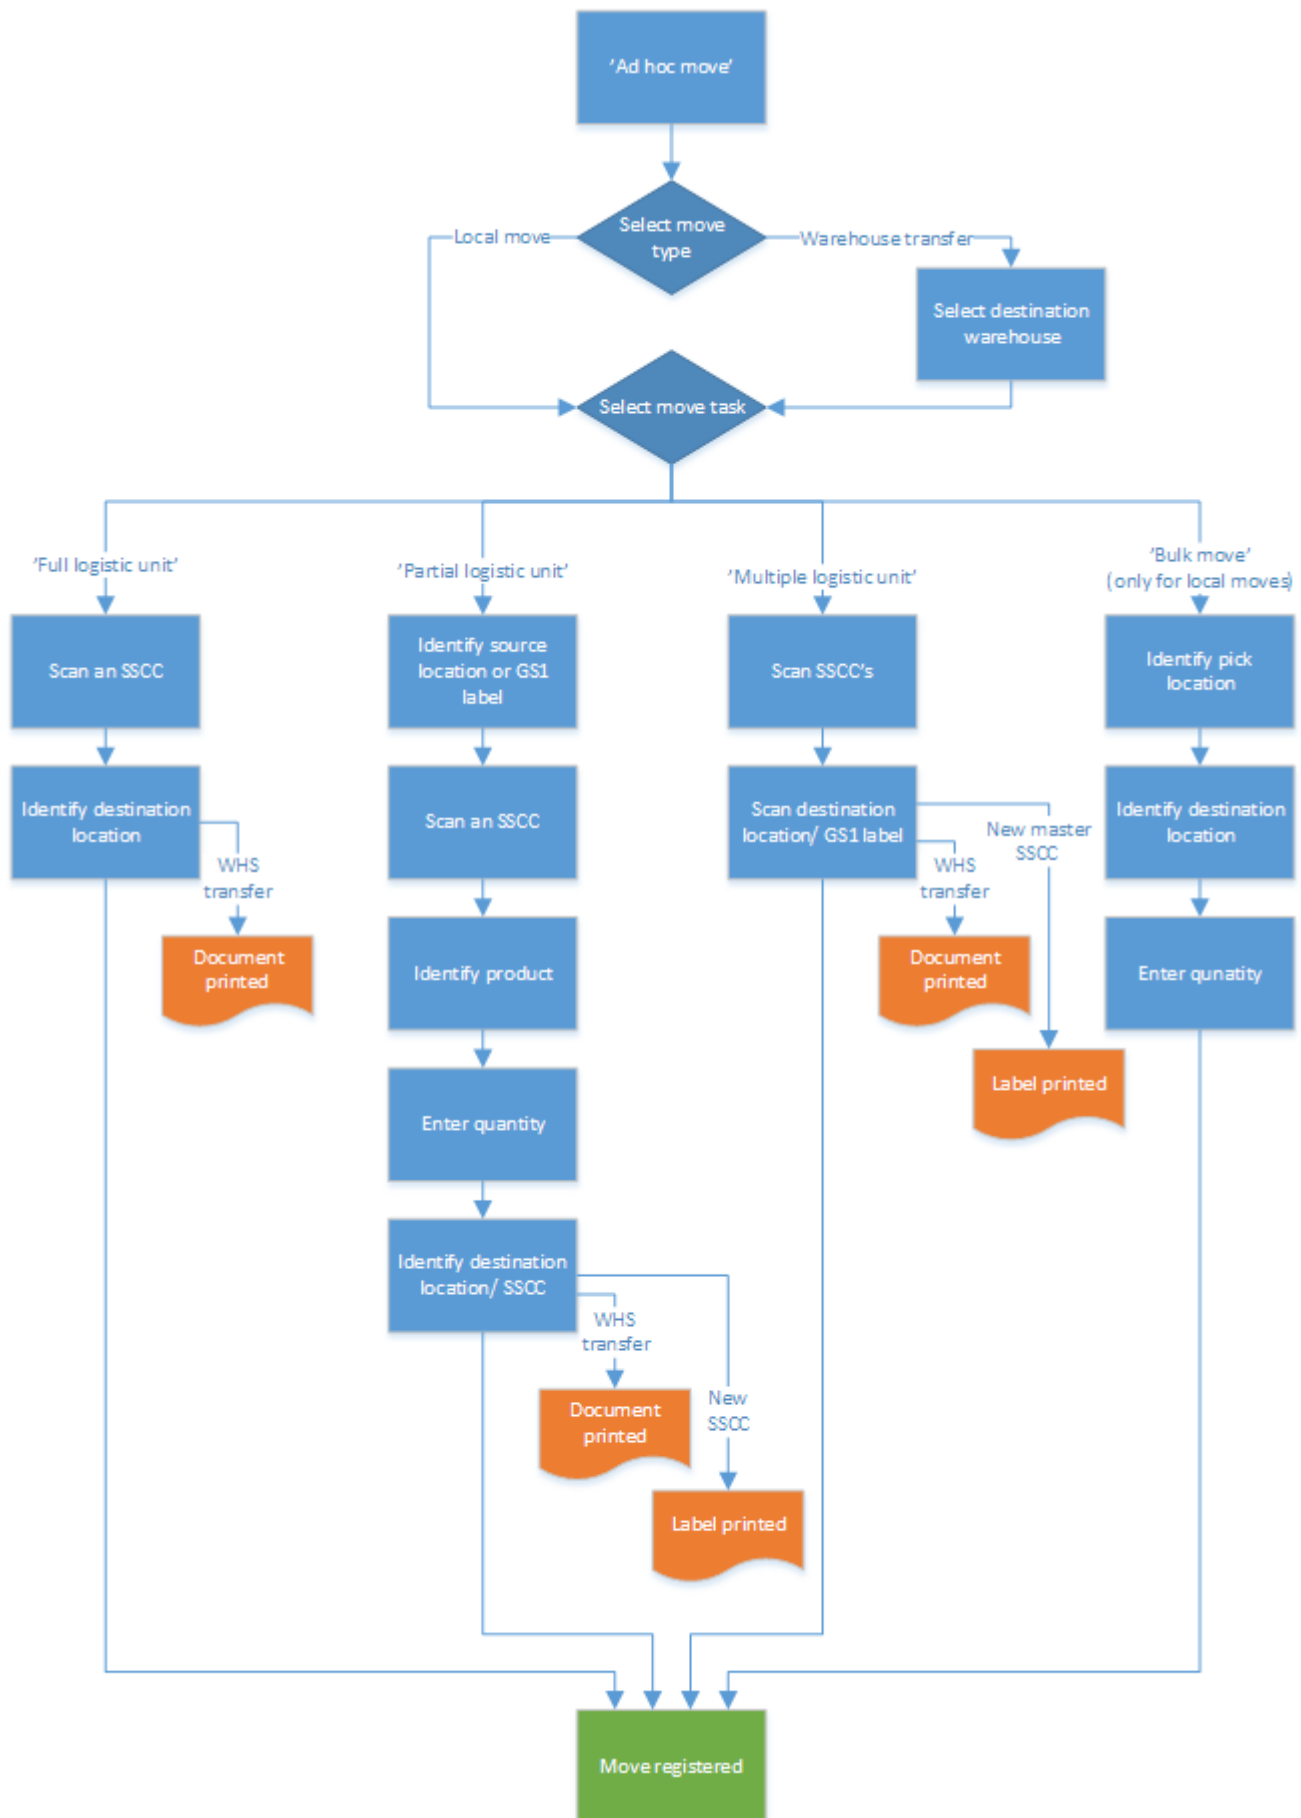 'Ad hoc move'
Select move
type
Local move
Warehouse transfer
Select destination
warehouse
Select move task
'Full logistic unit'
'Partial logistic unit'
'Multiple logistic unit'
'Bulk move'
(only for local moves)
Scan an SSCC
Identify source
location or GS1
label
Scan SSCC's
Identify pick
location
Identify destination
location
Scan an SSCC
Scan destination
location/ GS1 label
New master
SSCC
Identify destination
location
WHS
transfer
WHS
transfer
Document
printed
Identify product
Document
printed
Enter qunatity
Label printed
Enter quantity
Identify destination
location/ SSCC
WHS
transfer
Document
printed
New
SSCC
Label printed
Move registered